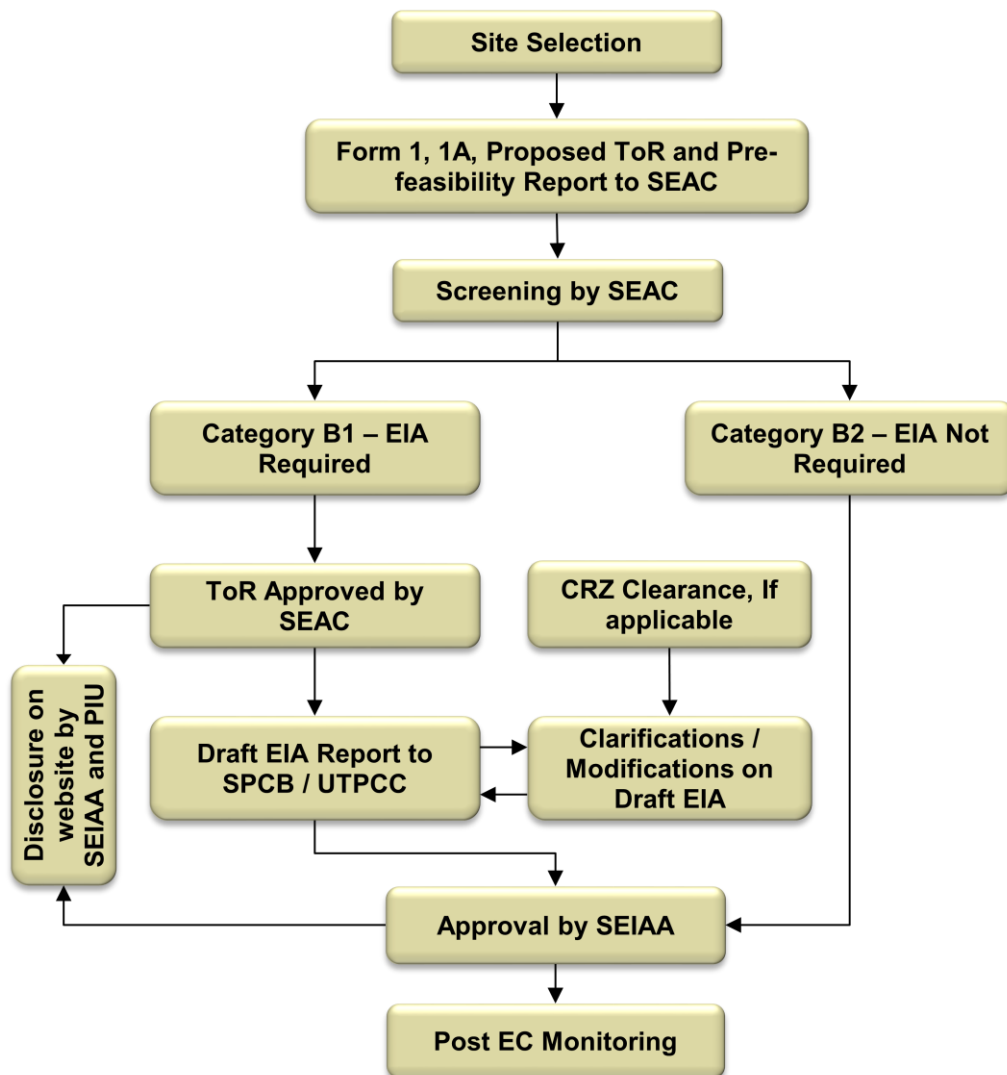 Site Selection
Form 1, 1A, Proposed ToR and Pre-
feasibility Report to SEAC
Screening by SEAC
Category B1 – EIA
Required
Category B2 – EIA Not
Required
ToR Approved by
SEAC
CRZ Clearance, If
applicable
Disclosure on
website by
SEIAA and PIU
Draft EIA Report to
SPCB / UTPCC
Clarifications /
Modifications on
Draft EIA
Approval by SEIAA
Post EC Monitoring